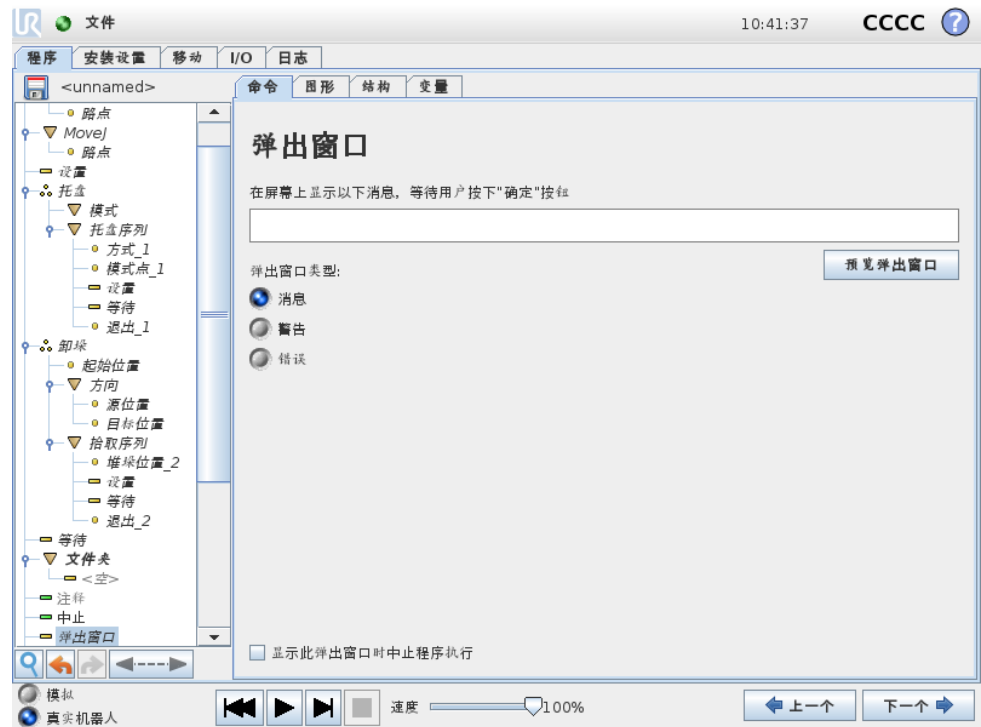 UR 文件 10:41:37 CCCC ?
程序 安装设置 移动 I/O 日志
<unnamed>
命令 图形 结构 变量
路点
MoveJ
路点
设置
托盘
模式
托盘序列
方式_1
模式点_1
设置
等待
退出_1
卸垛
起始位置
方向
源位置
目标位置
拾取序列
堆垛位置_2
设置
等待
退出_2
等待
文件夹
<空>
注释
中止
弹出窗口
弹出窗口
在屏幕上显示以下消息，等待用户按下"确定"按钮
预览弹出窗口
弹出窗口类型:
消息
警告
错误
显示此弹出窗口时中止程序执行
模拟
真实机器人
速度 100%
上一个 下一个